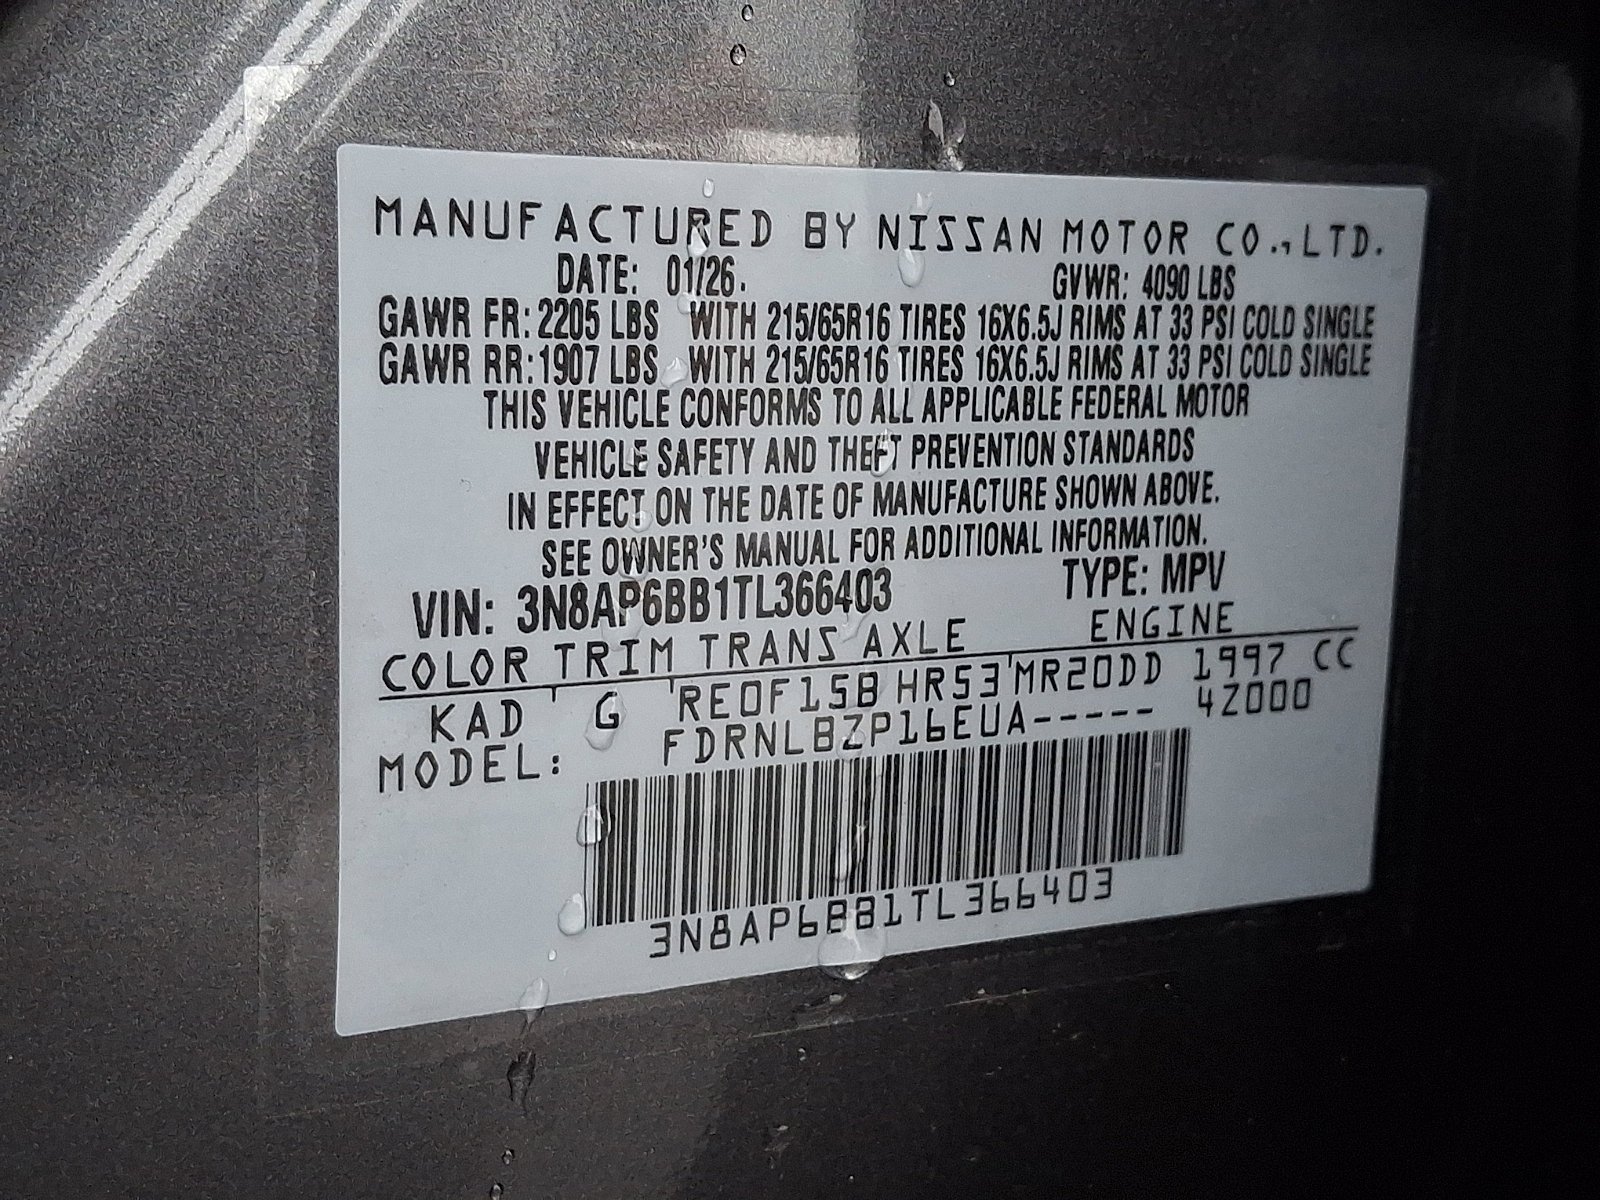 MANUFACTURED BY NISSAN MOTOR CO.,LTD.
DATE: 01/26. GVWR: 4090 LBS
GAWR FR: 2205 LBS WITH 215/65R16 TIRES 16X6.5J RIMS AT 33 PSI COLD SINGLE
GAWR RR: 1907 LBS WITH 215/65R16 TIRES 16X6.5J RIMS AT 33 PSI COLD SINGLE
THIS VEHICLE CONFORMS TO ALL APPLICABLE FEDERAL MOTOR
VEHICLE SAFETY AND THEFT PREVENTION STANDARDS
IN EFFECT ON THE DATE OF MANUFACTURE SHOWN ABOVE.
SEE OWNER'S MANUAL FOR ADDITIONAL INFORMATION.
VIN: 3N8AP6BB1TL366403 TYPE: MPV
COLOR TRIM TRANS AXLE ENGINE
KAD G RE0F15B HR53 MR20DD 1997 CC
MODEL: FDRNLBZP16EUA----- 42000
3N8AP6BB1TL366403